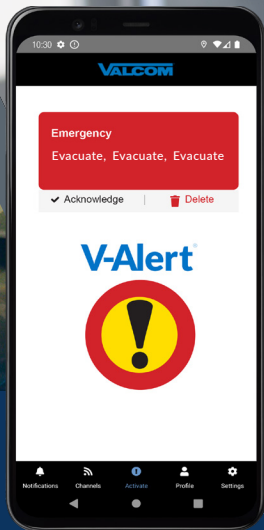 10:30
VALCOM
Emergency
Evacuate, Evacuate, Evacuate
Acknowledge | Delete
V-Alert®
!
Notifications Channels Activate Profile Settings